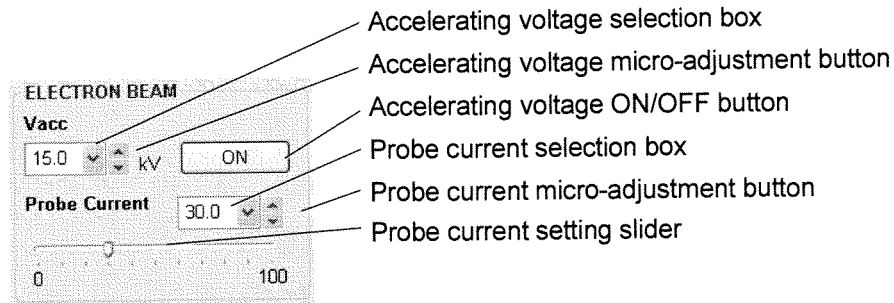 Accelerating voltage selection box
Accelerating voltage micro-adjustment button
ELECTRON BEAM
Accelerating voltage ON/OFF button
Vacc
15.0 kV ON
Probe current selection box
Probe Current 30.0
Probe current micro-adjustment button
Probe current setting slider
0 100